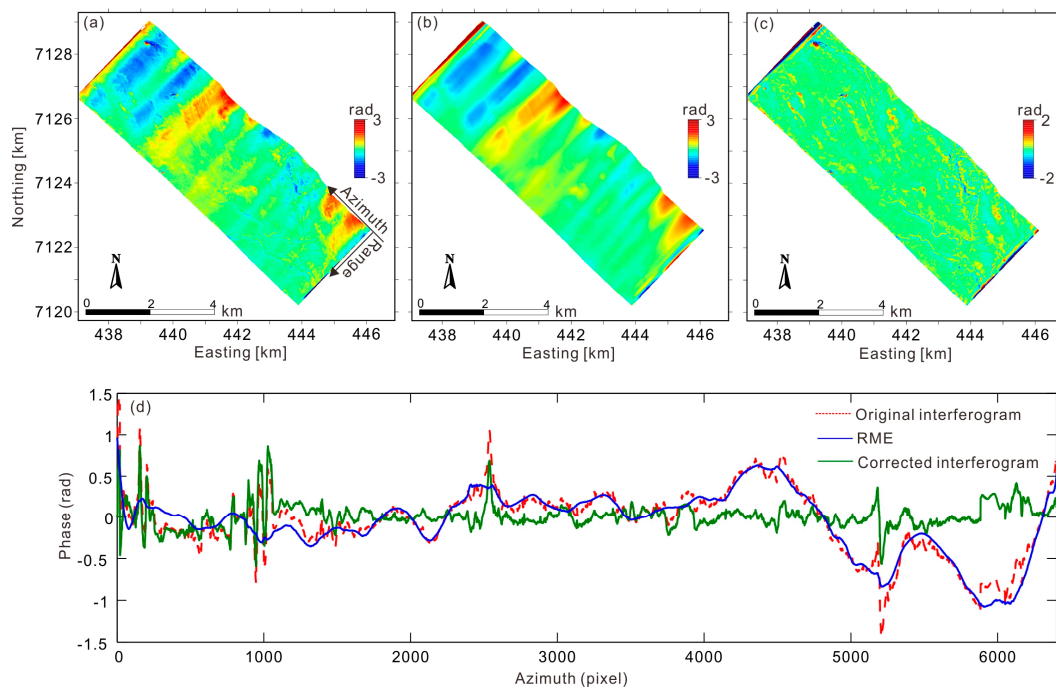 (a)
(b)
(c)
7128
7126
7124
7122
7120
Northing [km]
rad
3
-3
rad
3
-3
rad
2
-2
Azimuth
Range
N
N
N
0 2 4 km
0 2 4 km
0 2 4 km
438 440 442 444 446
438 440 442 444 446
438 440 442 444 446
Easting [km]
Easting [km]
Easting [km]
(d)
1.5
1
0.5
0
-0.5
-1
-1.5
Phase (rad)
Original interferogram
RME
Corrected interferogram
0 1000 2000 3000 4000 5000 6000
Azimuth (pixel)